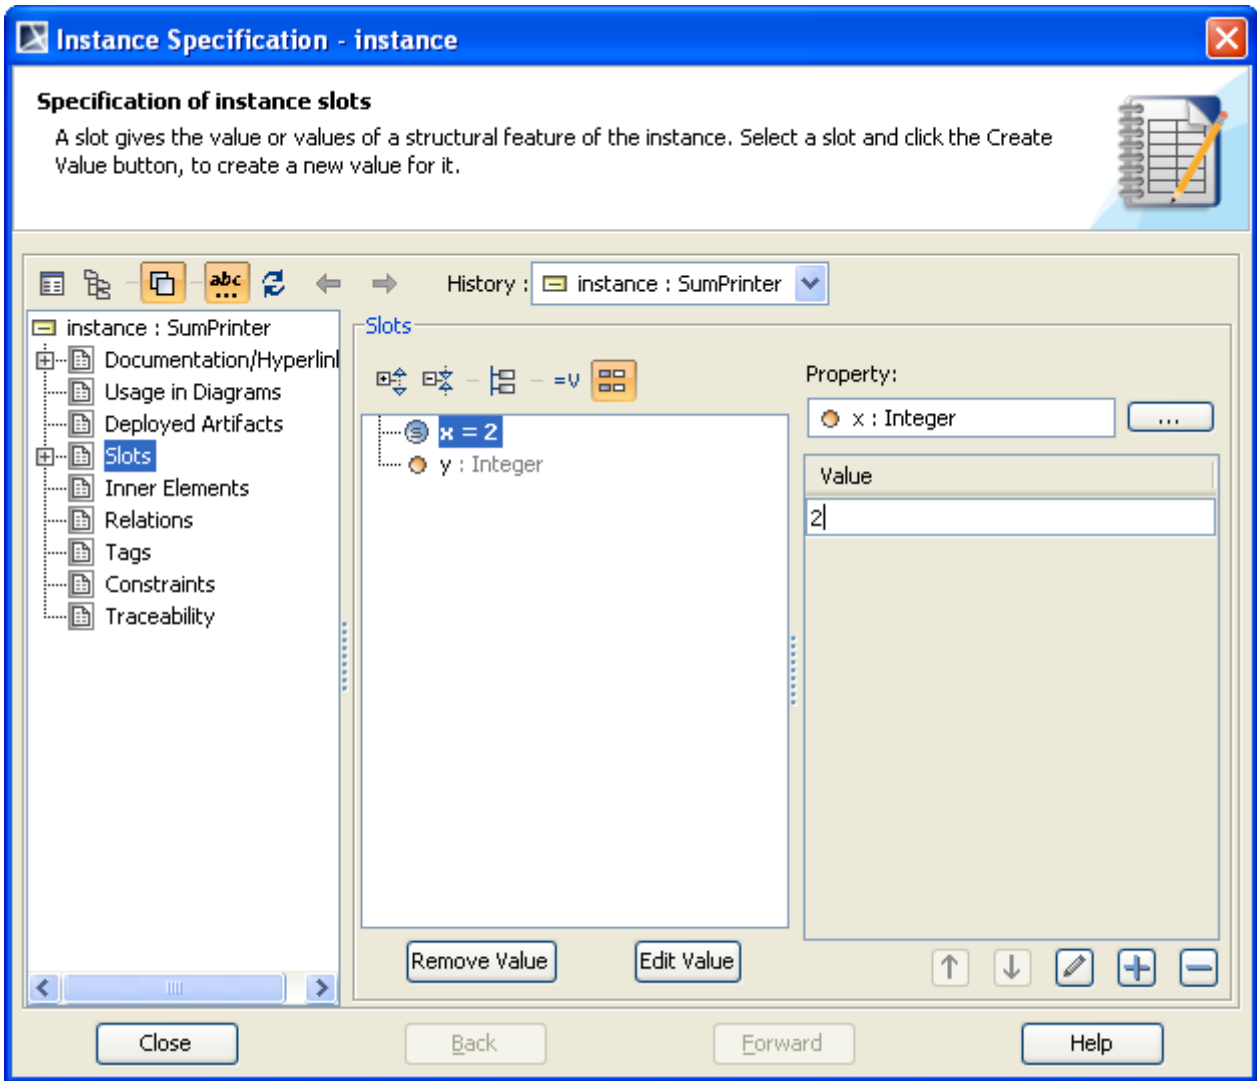 Instance Specification - instance
Specification of instance slots
A slot gives the value or values of a structural feature of the instance. Select a slot and click the Create
Value button, to create a new value for it.
abc
...
History :
instance : SumPrinter
instance : SumPrinter
Documentation/Hyperlinl
Usage in Diagrams
Deployed Artifacts
Slots
Inner Elements
Relations
Tags
Constraints
Traceability
Slots
=v
x = 2
y : Integer
Property:
x : Integer
...
Value
2
Remove Value
Edit Value
Close
Back
Forward
Help